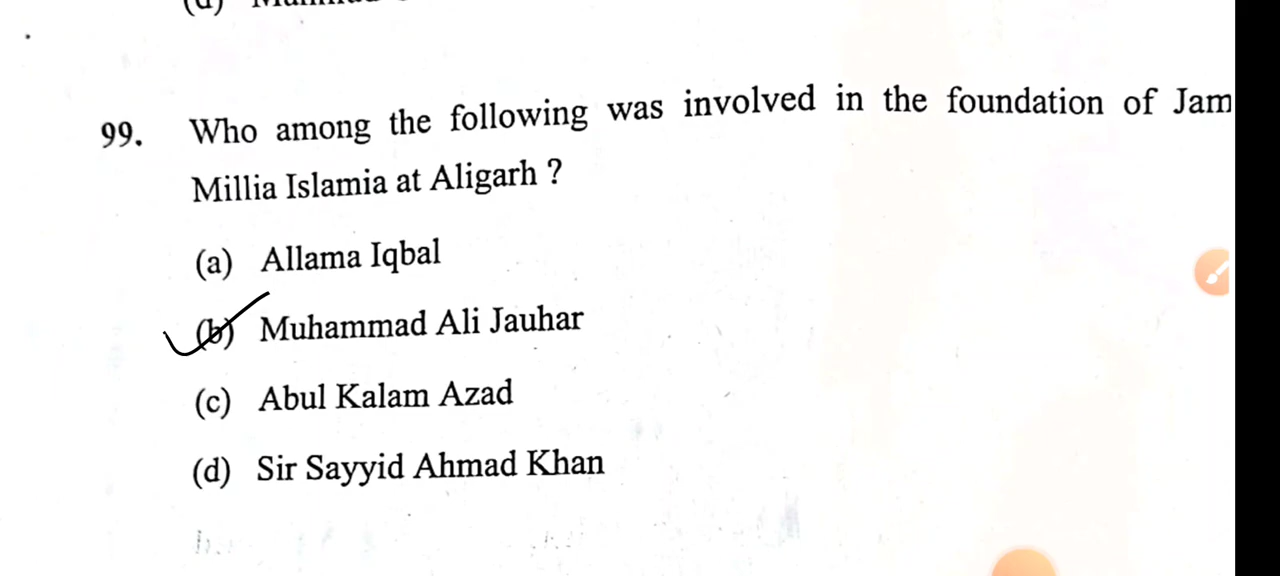 99. Who among the following was involved in the foundation of Jam
Millia Islamia at Aligarh ?
(a) Allama Iqbal
(b) Muhammad Ali Jauhar
(c) Abul Kalam Azad
(d) Sir Sayyid Ahmad Khan